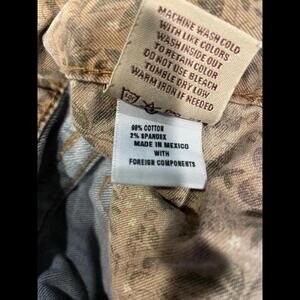 MACHINE WASH COLD
WITH LIKE COLORS
WASH INSIDE OUT
TO RETAIN COLOR
DO NOT USE BLEACH
TUMBLE DRY LOW
WARM IRON IF NEEDED
98% COTTON
2% SPANDEX
MADE IN MEXICO
WITH
FOREIGN COMPONENTS